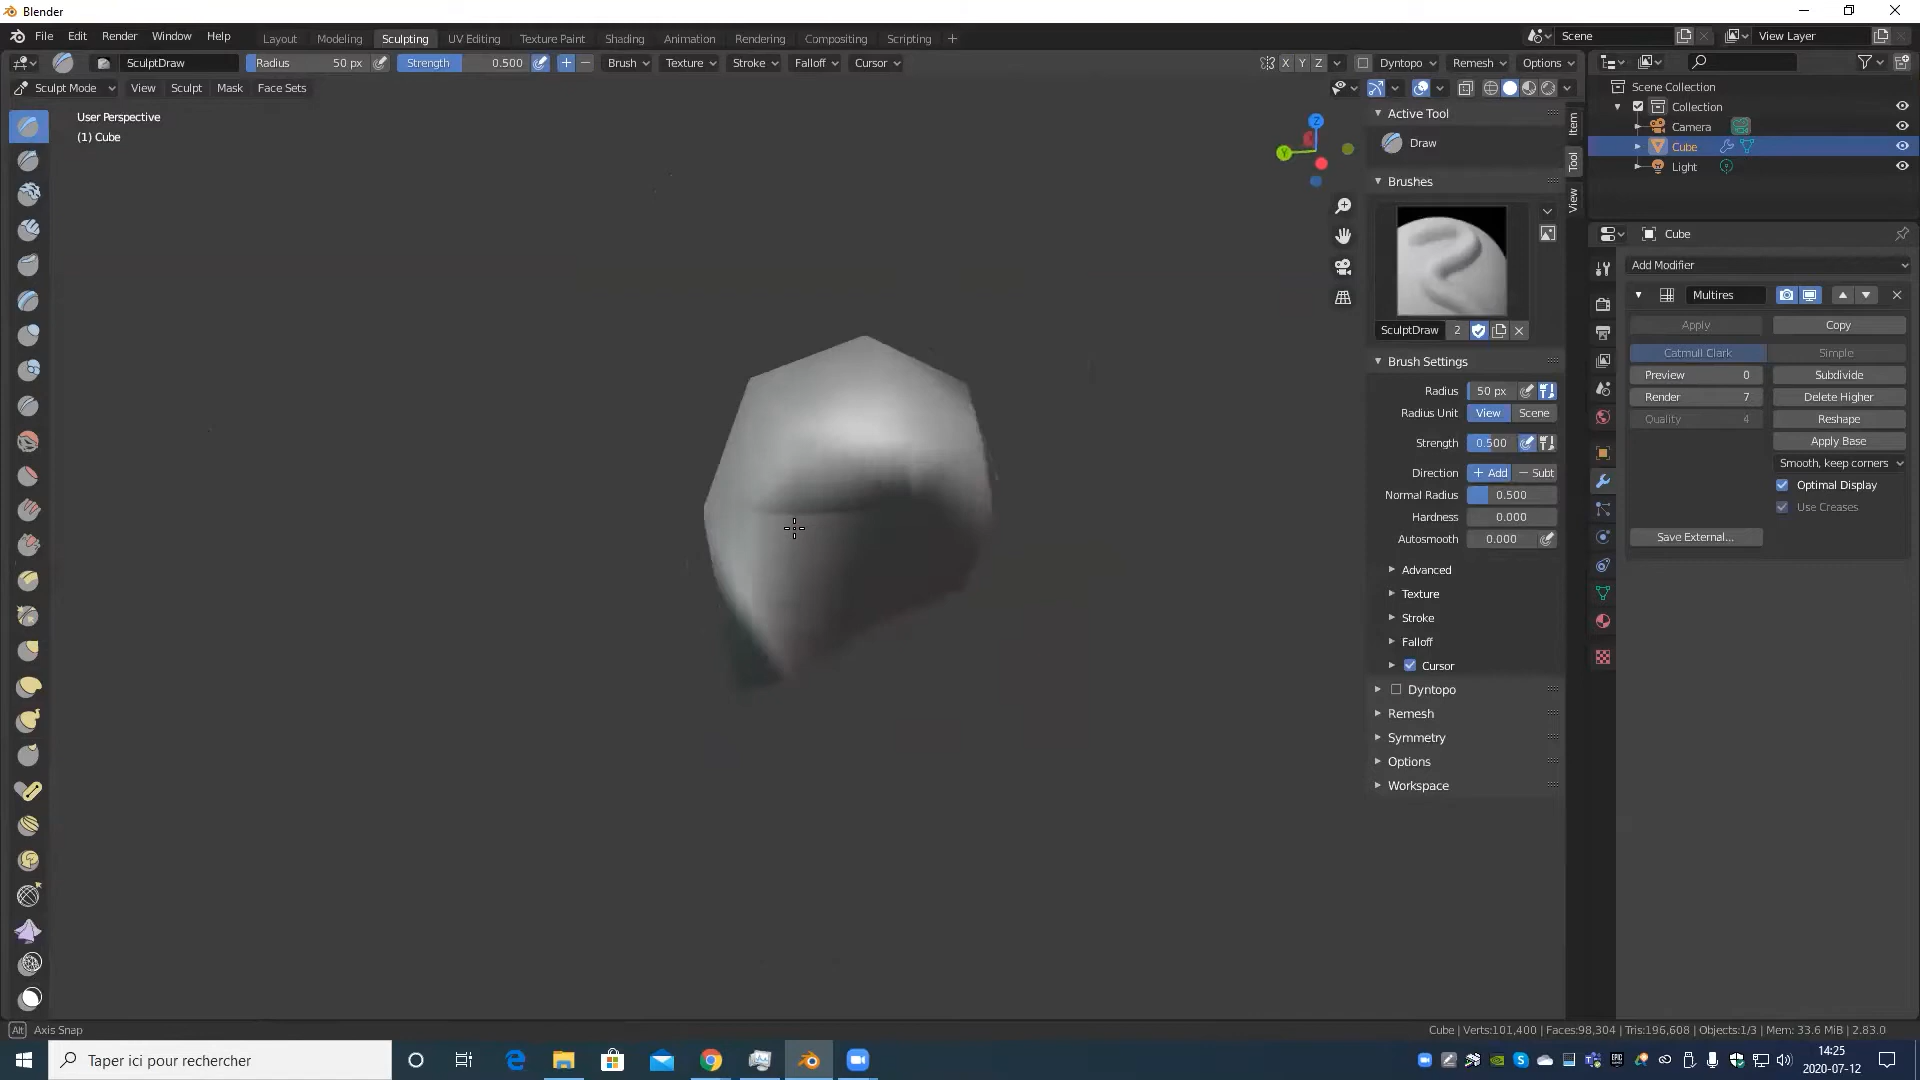 Blender
File Edit Render Window Help Layout Modeling Sculpting UV Editing Texture Paint Shading Animation Rendering Compositing Scripting + Scene View Layer
SculptDraw Radius 50 px Strength 0.500 Brush Texture Stroke Falloff Cursor X Y Z Dyntopo Remesh Options
Sculpt Mode View Sculpt Mask Face Sets
User Perspective
(1) Cube
Z
Y
Active Tool
Draw
Brushes
SculptDraw 2
Brush Settings
Radius 50 px
Radius Unit View Scene
Strength 0.500
Direction + Add − Subt
Normal Radius 0.500
Hardness 0.000
Autosmooth 0.000
Advanced
Texture
Stroke
Falloff
Cursor
Dyntopo
Remesh
Symmetry
Options
Workspace
Item
Tool
View
Scene Collection
Collection
Camera
Cube
Light
Cube
Add Modifier
Multires
Apply Copy
Catmull Clark Simple
Preview 0 Subdivide
Render 7 Delete Higher
Quality 4 Reshape
Apply Base
Smooth, keep corners
Optimal Display
Use Creases
Save External...
Alt Axis Snap
Cube | Verts:101,400 | Faces:98,304 | Tris:196,608 | Objects:1/3 | Mem: 33.6 MiB | 2.83.0
Taper ici pour rechercher
14:25
2020-07-12